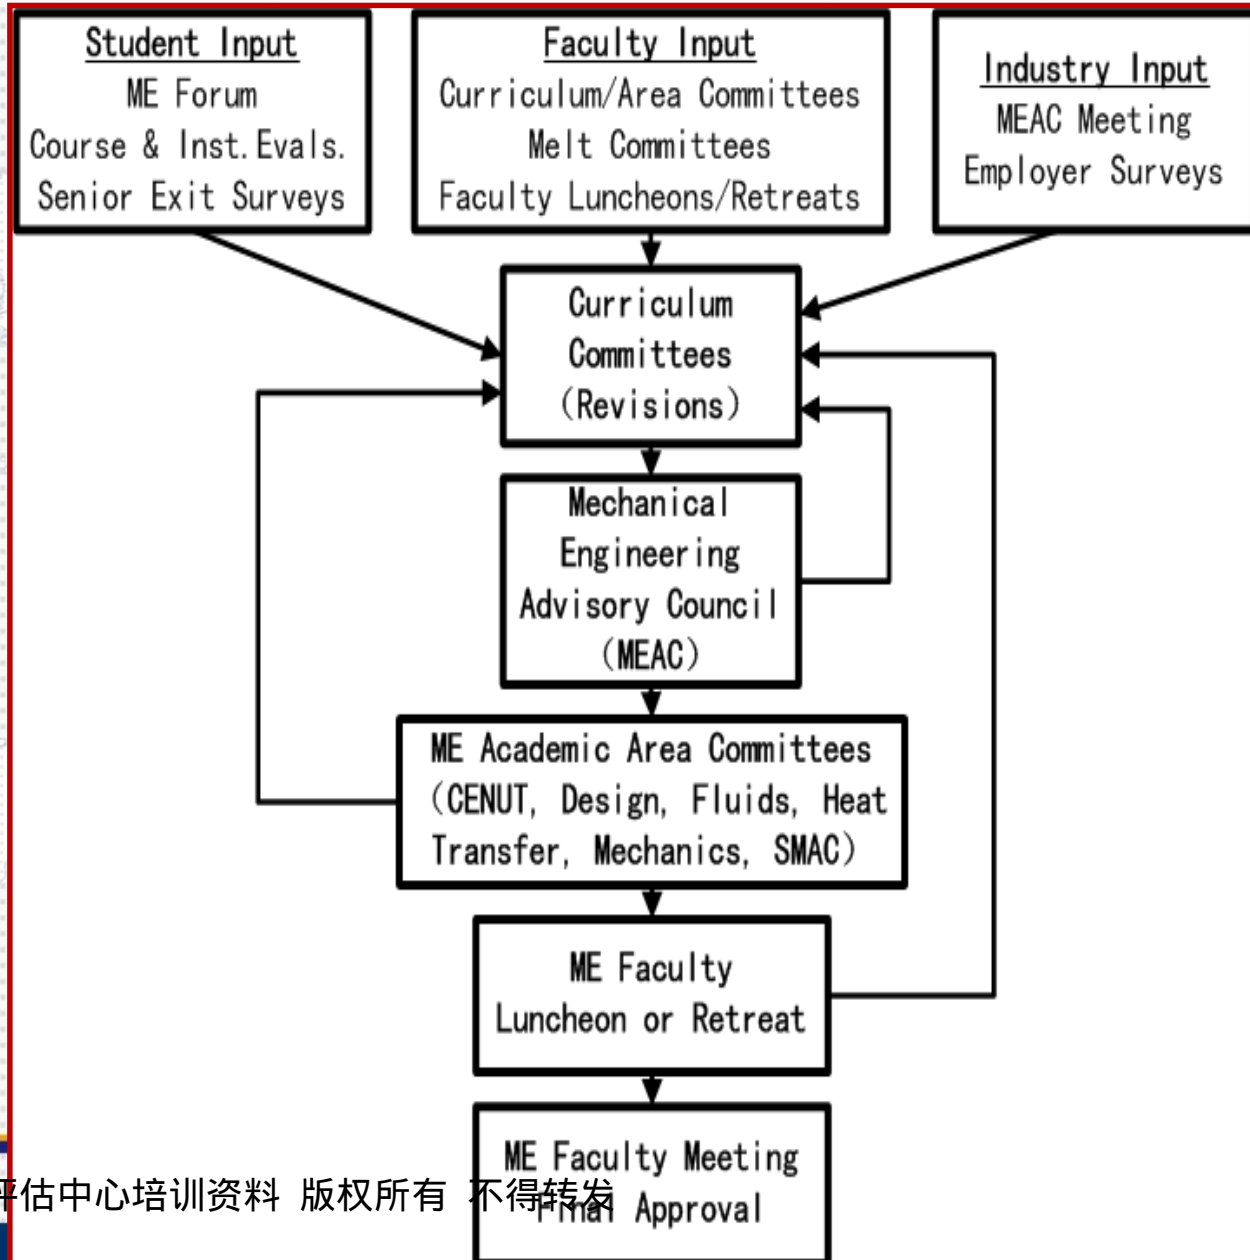 Student Input
ME Forum
Course & Inst.Evals.
Senior Exit Surveys
Faculty Input
Curriculum/Area Committees
Melt Committees
Faculty Luncheons/Retreats
Industry Input
MEAC Meeting
Employer Surveys
Curriculum
Committees
(Revisions)
Mechanical
Engineering
Advisory Council
(MEAC)
ME Academic Area Committees
(CENUT, Design, Fluids, Heat
Transfer, Mechanics, SMAC)
ME Faculty
Luncheon or Retreat
ME Faculty Meeting
Final Approval
评估中心培训资料 版权所有 不得转发